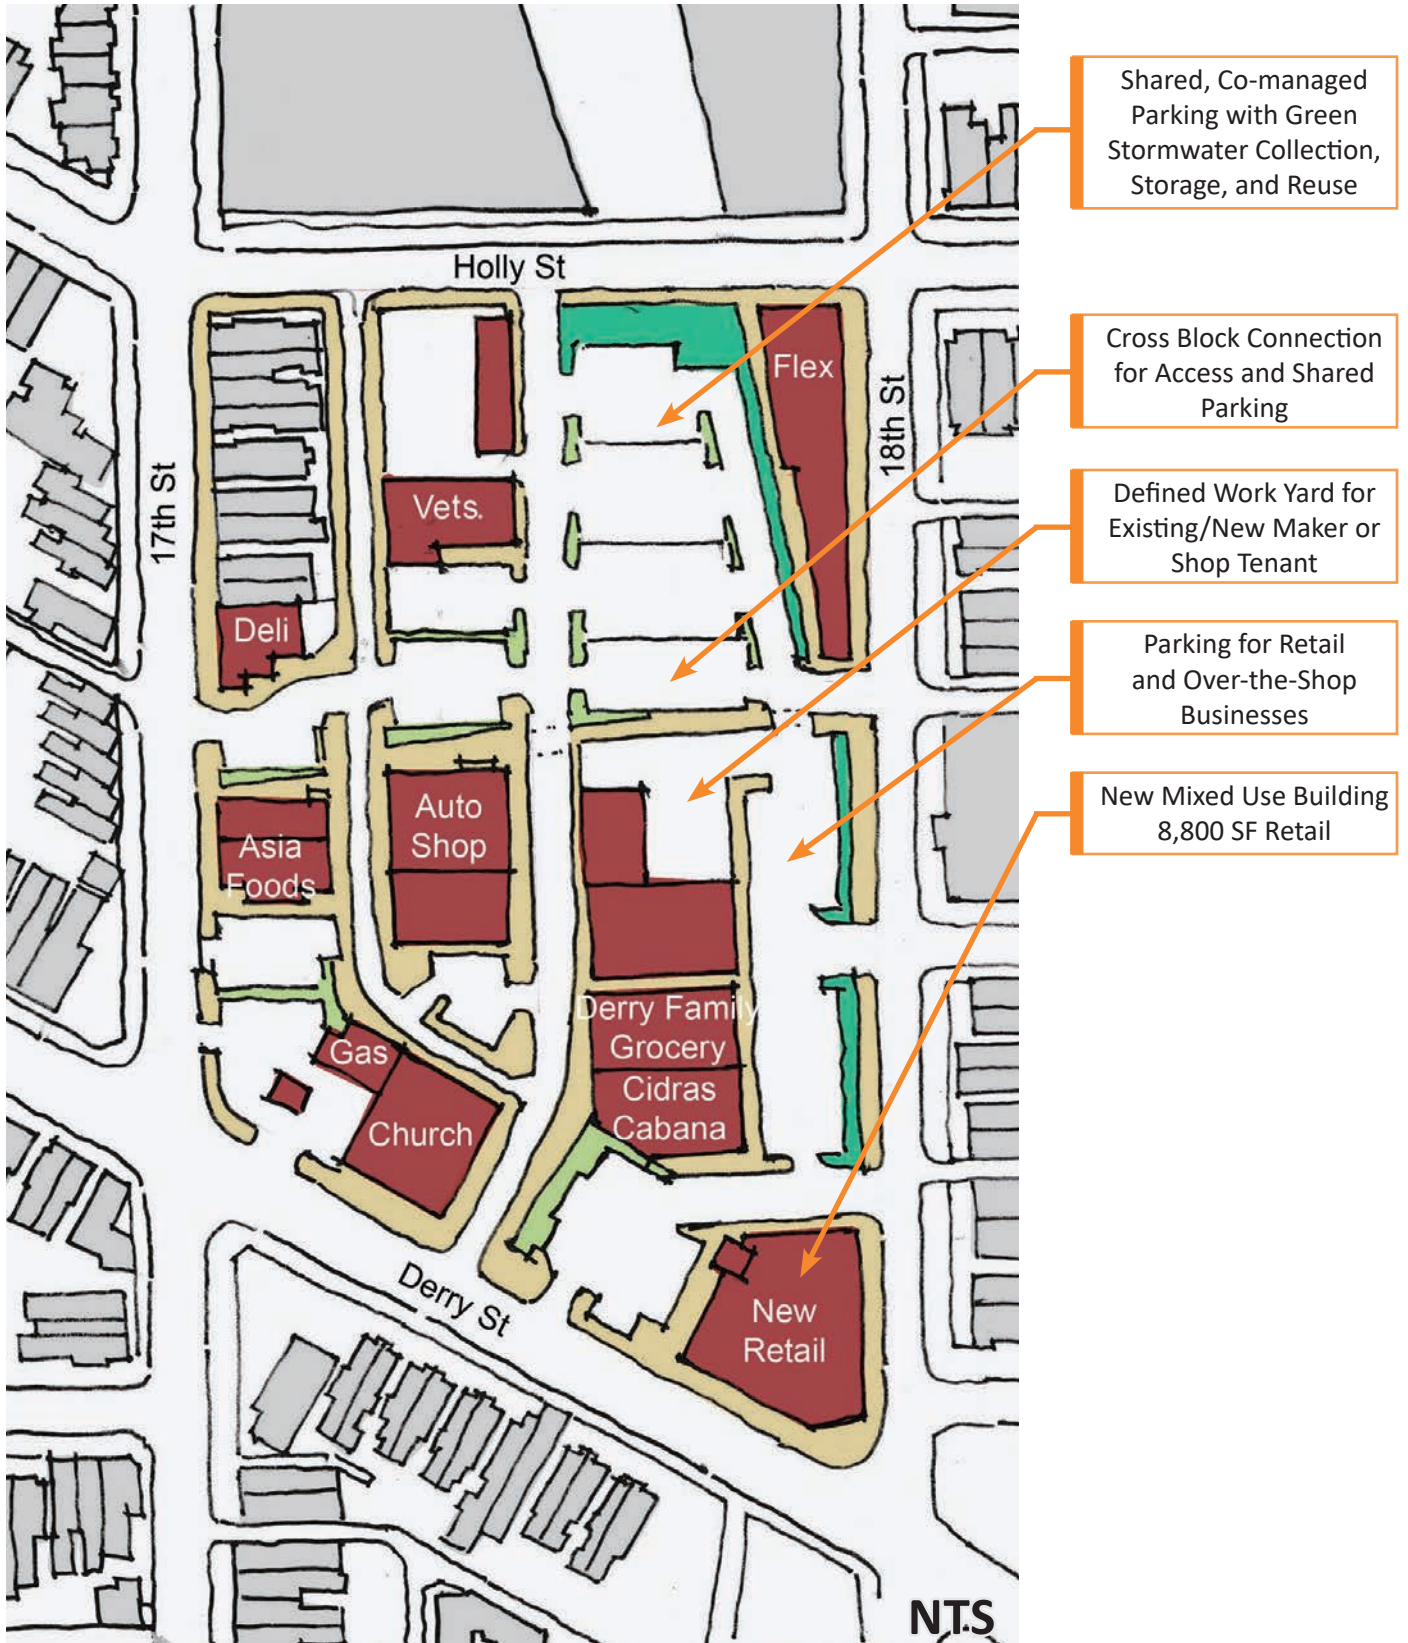 Shared, Co-managed
Parking with Green
Stormwater Collection,
Storage, and Reuse
Holly St
Cross Block Connection
for Access and Shared
Parking
Flex
18th St
17th St
Defined Work Yard for
Existing/New Maker or
Shop Tenant
Vets.
Deli
Parking for Retail
and Over-the-Shop
Businesses
New Mixed Use Building
8,800 SF Retail
Auto
Shop
Asia
Foods
Derry Family
Grocery
Gas
Cidras
Cabana
Church
Derry St
New
Retail
NTS